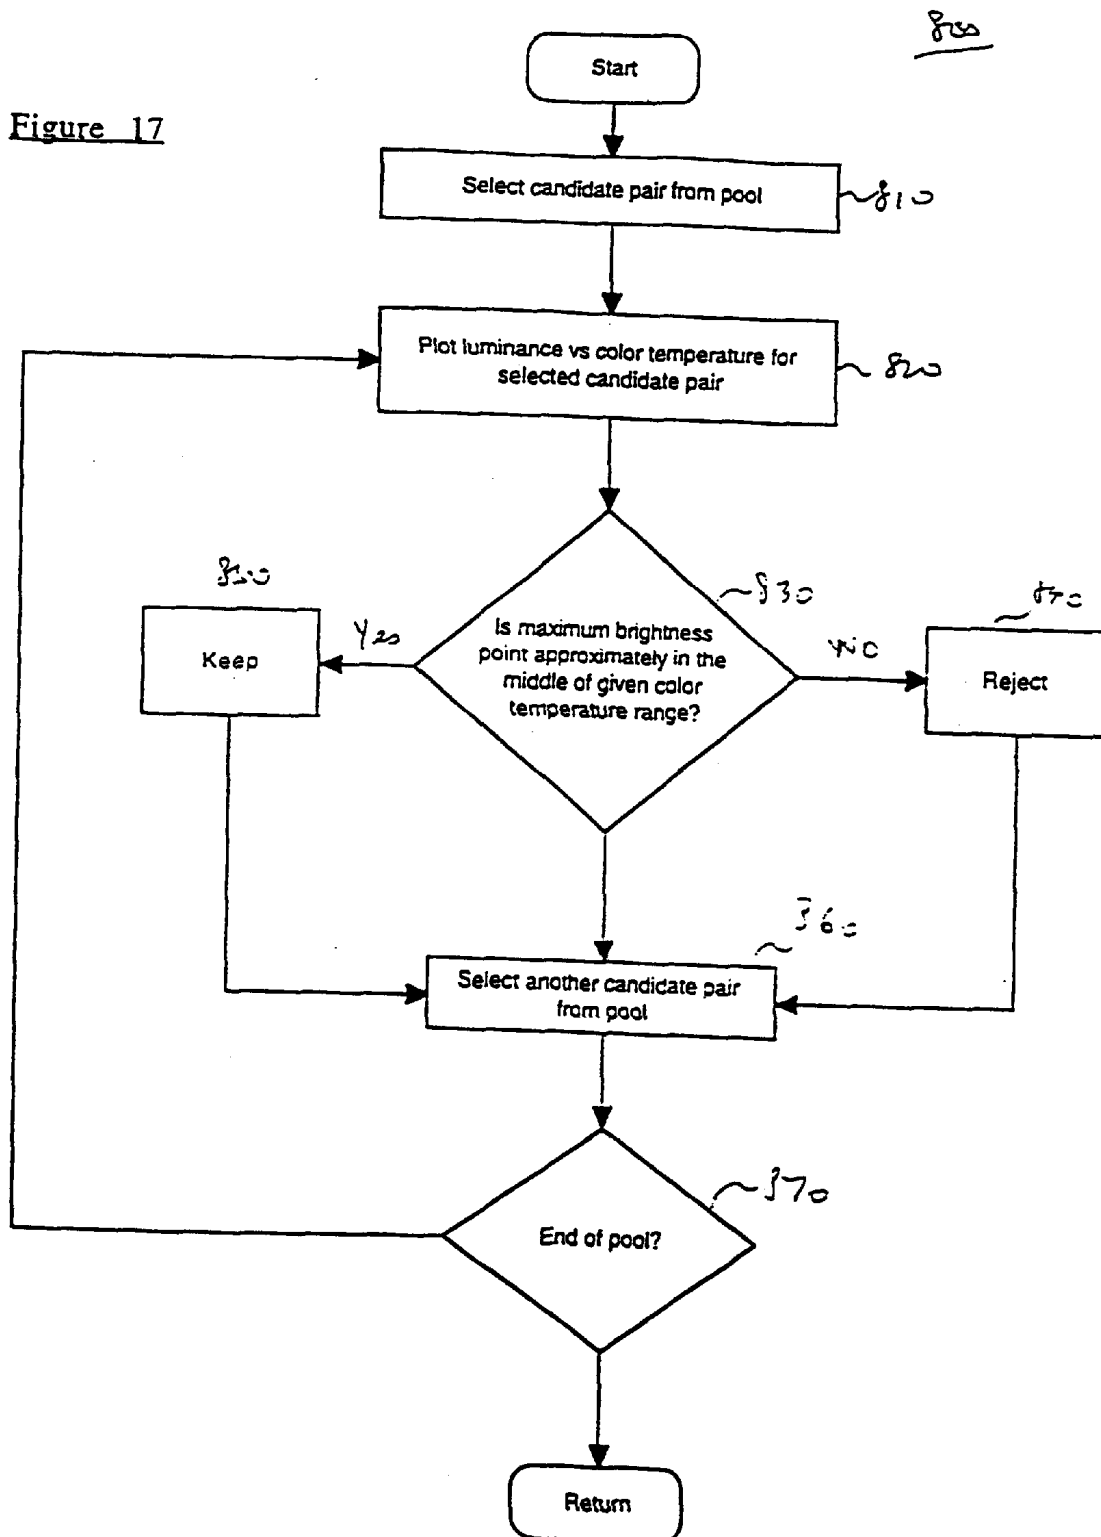 800
Start
Figure 17
Select candidate pair from pool
810
Plot luminance vs color temperature for
selected candidate pair
820
830
Yes
Keep
Is maximum brightness
point approximately in the
middle of given color
temperature range?
NO
Reject
860
Select another candidate pair
from pool
870
End of pool?
Return